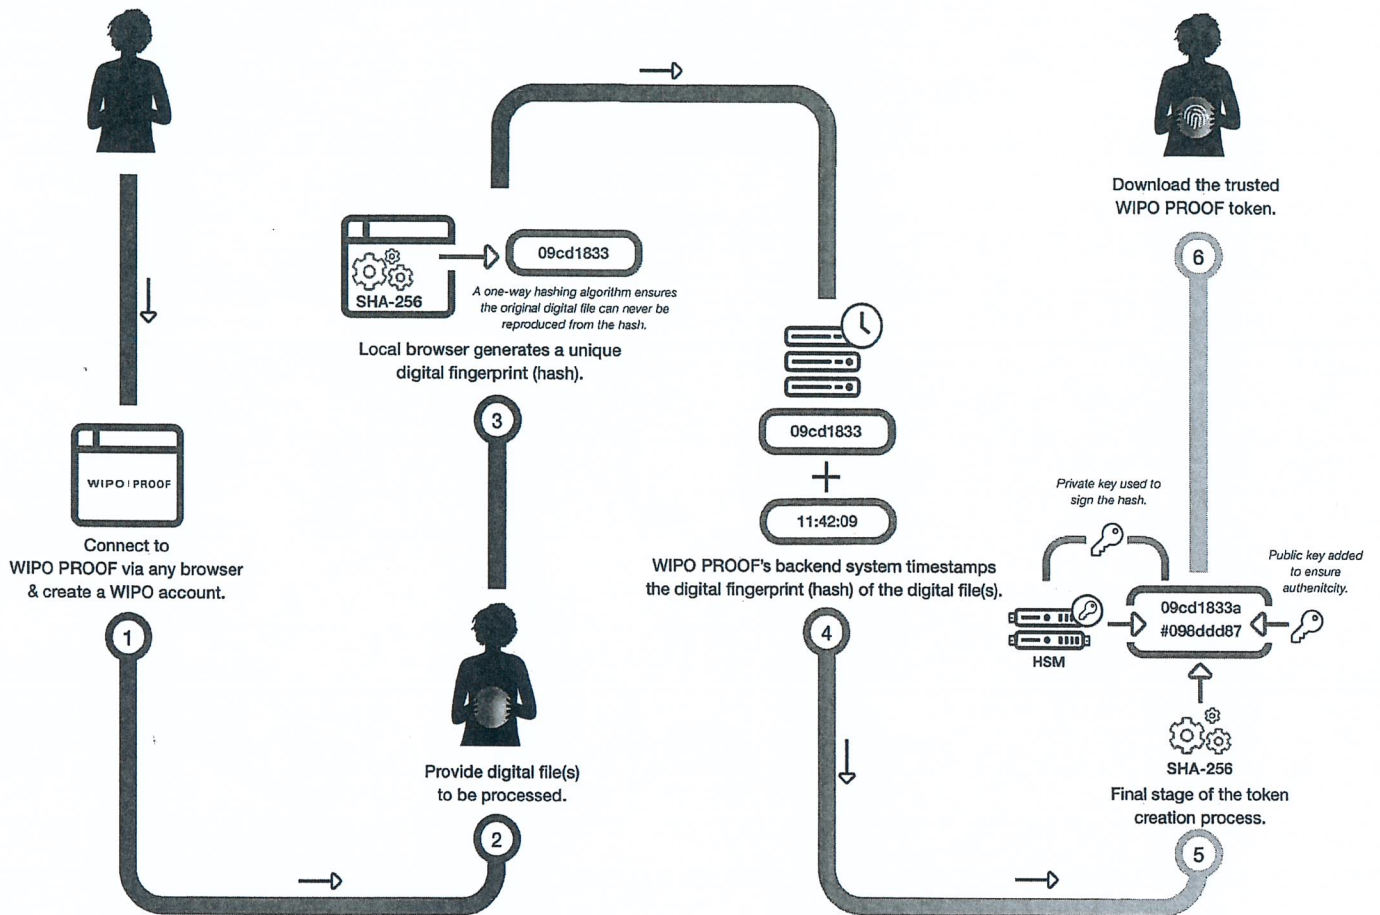 WIPO | PROOF
Connect to
WIPO PROOF via any browser
& create a WIPO account.
1
2
Provide digital file(s)
to be processed.
3
Local browser generates a unique
digital fingerprint (hash).
SHA-256
09cd1833
A one-way hashing algorithm ensures
the original digital file can never be
reproduced from the hash.
09cd1833
+
11:42:09
WIPO PROOF's backend system timestamps
the digital fingerprint (hash) of the digital file(s).
4
5
Final stage of the token
creation process.
SHA-256
HSM
Private key used to
sign the hash.
09cd1833a
#098ddd87
Public key added
to ensure
authenitcity.
6
Download the trusted
WIPO PROOF token.